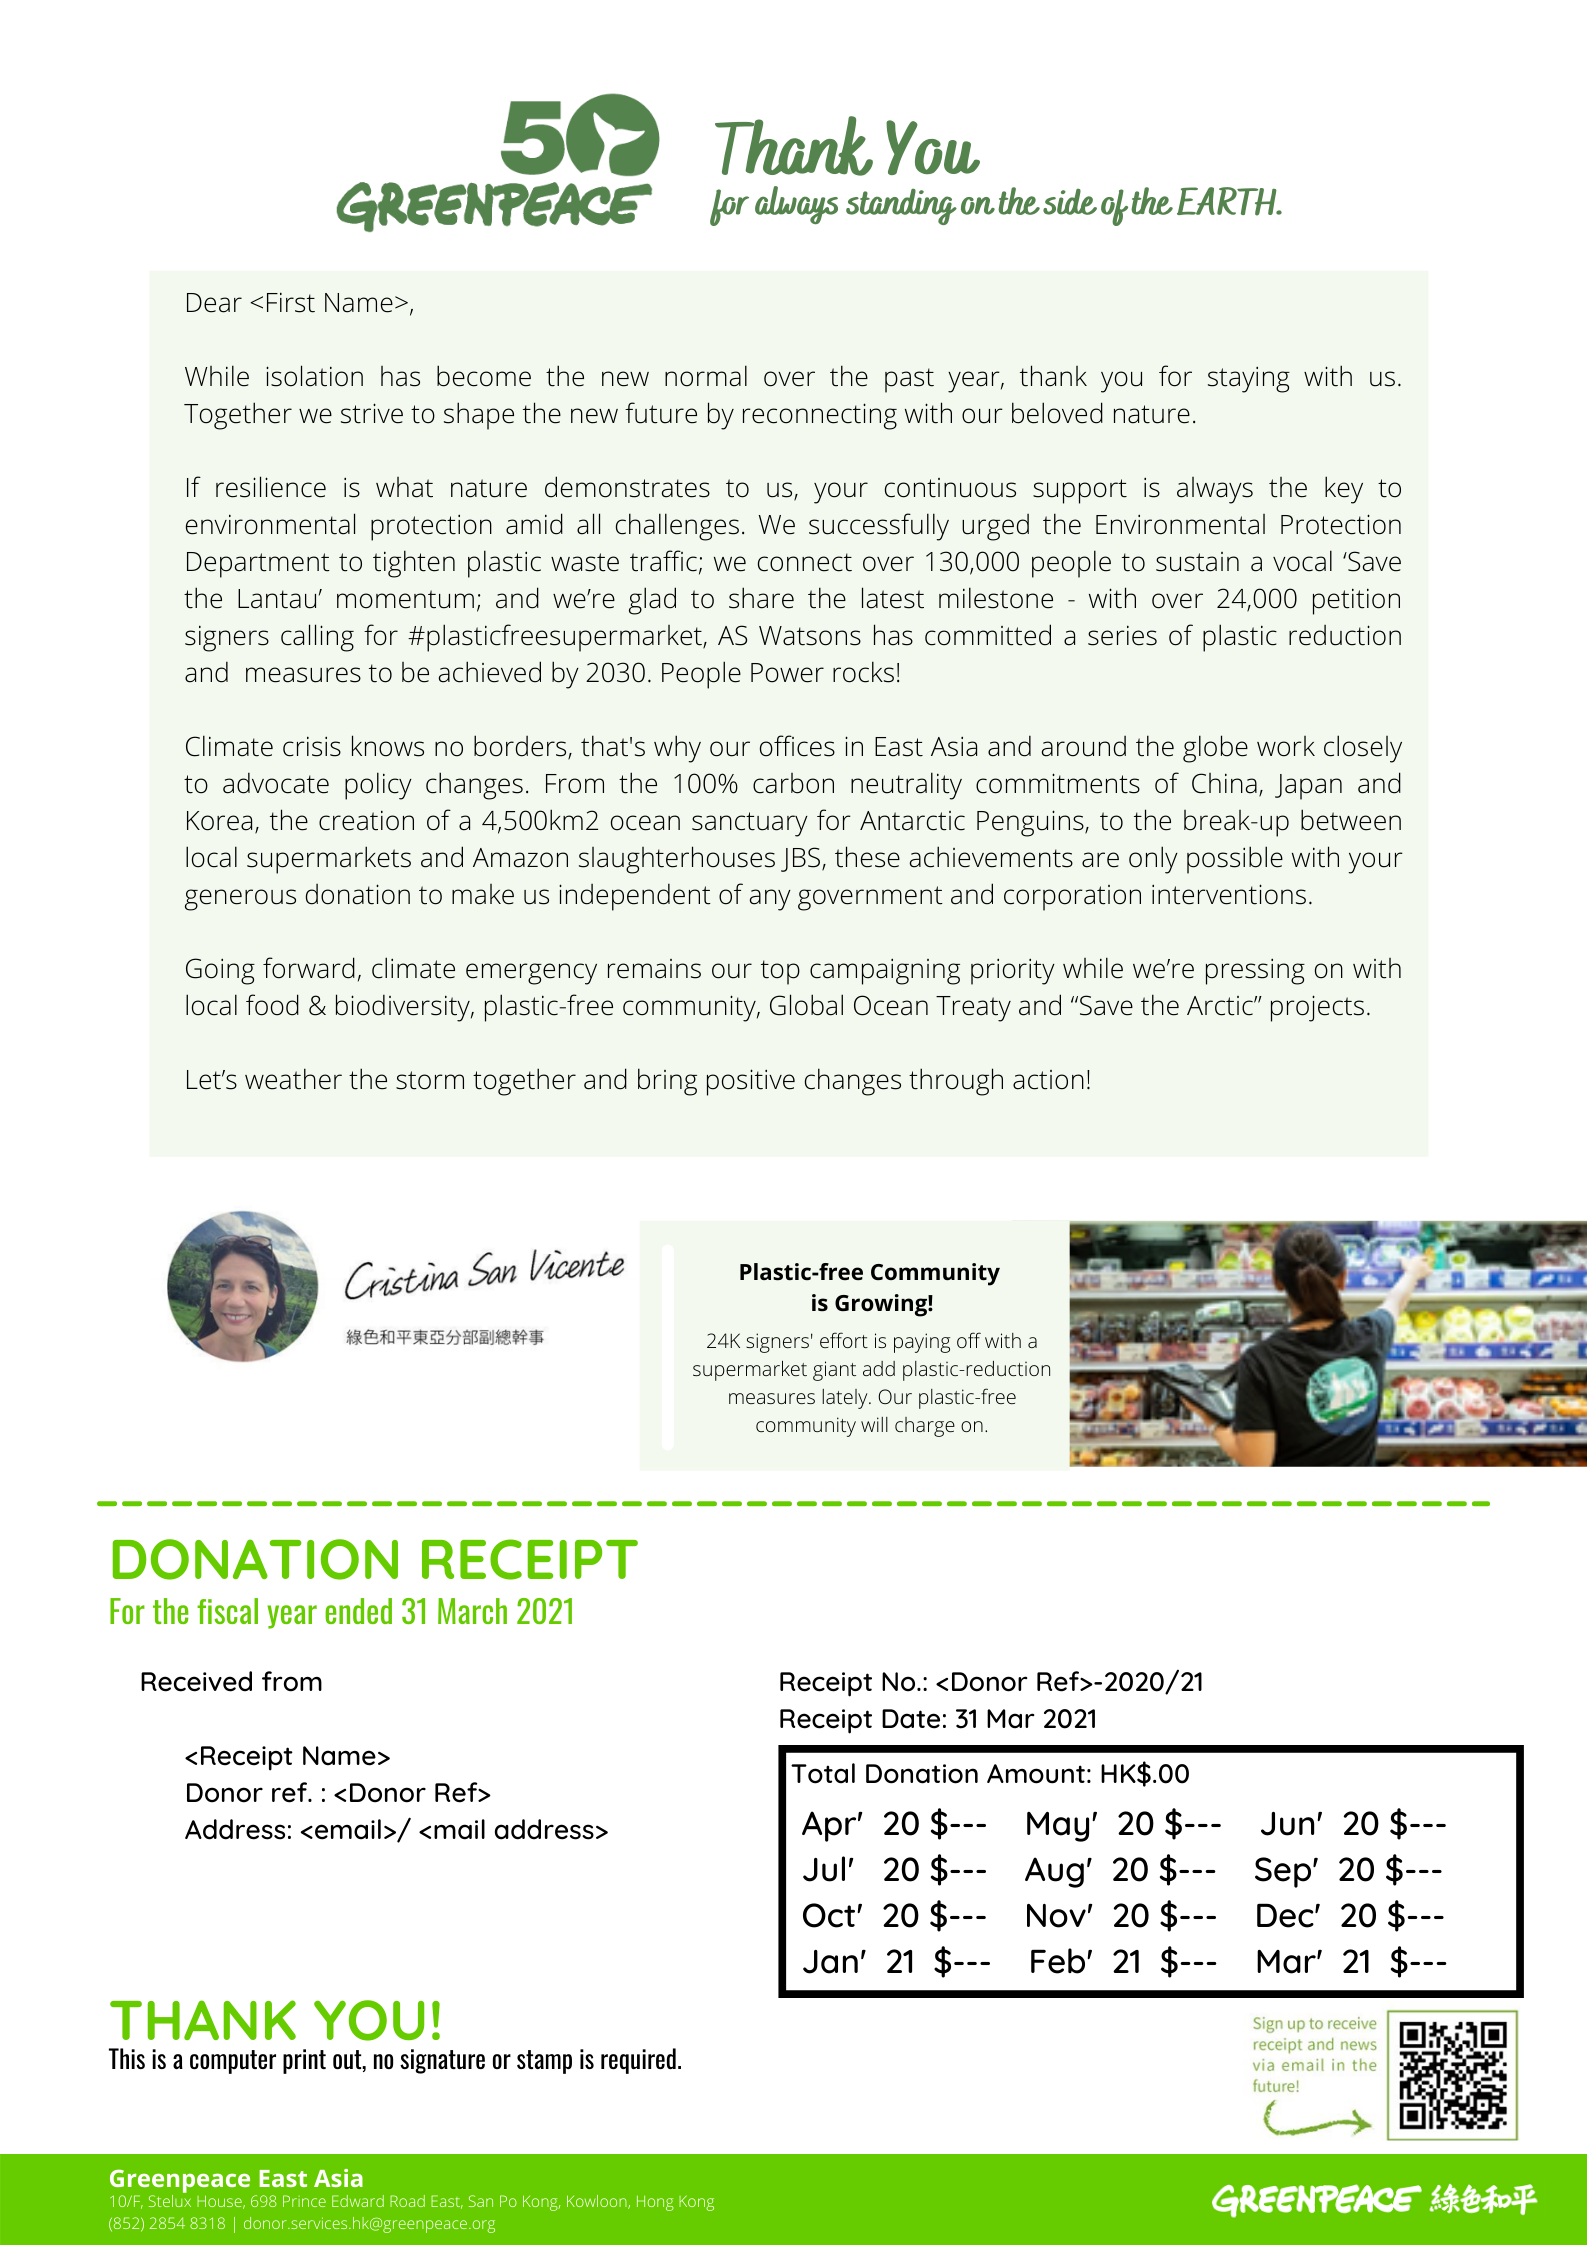 50
GREENPEACE
Thank You
for always standing on the side of the EARTH.
Dear <First Name>,
While isolation has become the new normal over the past year, thank you for staying with us.
Together we strive to shape the new future by reconnecting with our beloved nature.
If resilience is what nature demonstrates to us, your continuous support is always the key to
environmental protection amid all challenges. We successfully urged the Environmental Protection
Department to tighten plastic waste traffic; we connect over 130,000 people to sustain a vocal ‘Save
the Lantau’ momentum; and we’re glad to share the latest milestone - with over 24,000 petition
signers calling for #plasticfreesupermarket, AS Watsons has committed a series of plastic reduction
and  measures to be achieved by 2030. People Power rocks!
Climate crisis knows no borders, that's why our offices in East Asia and around the globe work closely
to advocate policy changes. From the 100% carbon neutrality commitments of China, Japan and
Korea, the creation of a 4,500km2 ocean sanctuary for Antarctic Penguins, to the break-up between
local supermarkets and Amazon slaughterhouses JBS, these achievements are only possible with your
generous donation to make us independent of any government and corporation interventions.
Going forward, climate emergency remains our top campaigning priority while we’re pressing on with
local food & biodiversity, plastic-free community, Global Ocean Treaty and “Save the Arctic” projects.
Let’s weather the storm together and bring positive changes through action!
Cristina San Vicente
綠色和平東亞分部副總幹事
Plastic-free Community
is Growing!
24K signers' effort is paying off with a
supermarket giant add plastic-reduction
measures lately. Our plastic-free
community will charge on.
DONATION RECEIPT
For the fiscal year ended 31 March 2021
Received from
<Receipt Name>
Donor ref. : <Donor Ref>
Address: <email>/ <mail address>
Receipt No.: <Donor Ref>-2020/21
Receipt Date: 31 Mar 2021
Total Donation Amount: HK$.00
Apr' 20 $--- May' 20 $--- Jun' 20 $---
Jul' 20 $--- Aug' 20 $--- Sep' 20 $---
Oct' 20 $--- Nov' 20 $--- Dec' 20 $---
Jan' 21 $--- Feb' 21 $--- Mar' 21 $---
THANK YOU!
This is a computer print out, no signature or stamp is required.
Sign up to receive
receipt and news
via email in the
future!
Greenpeace East Asia
10/F, Stelux House, 698 Prince Edward Road East, San Po Kong, Kowloon, Hong Kong
(852) 2854 8318 | donor.services.hk@greenpeace.org
GREENPEACE 綠色和平